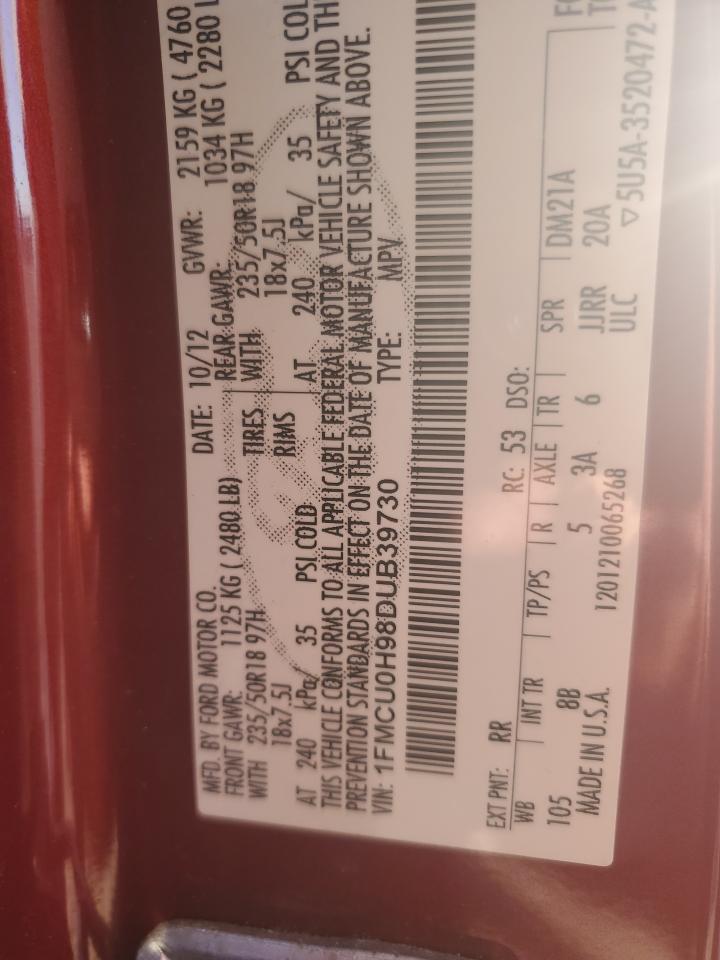 MFD. BY FORD MOTOR CO.
DATE: 10/12 GVWR: 2159 KG ( 4760
FRONT GAWR: 1125 KG ( 2480 LB) REAR GAWR: 1034 KG ( 2280 L
WITH 235/50R18 97H TIRES WITH 235/50R18 97H
18x7.5J RIMS 18x7.5J
AT 240 kPa/ 35 PSI COLD AT 240 kPa/ 35 PSI COL
THIS VEHICLE CONFORMS TO ALL APPLICABLE FEDERAL MOTOR VEHICLE SAFETY AND
PREVENTION STANDARDS IN EFFECT ON THE DATE OF MANUFACTURE SHOWN ABOVE.
VIN: 1FMCU0H98DUB39730 TYPE: MPV
EXT PNT: RR RC: 53 DSO:
WB | INT TR | TP/PS | R | AXLE | TR | SPR | DM21A
105 8B 5 3A 6 JJRR 20A
MADE IN U.S.A. 1201210065268 ULC ▽5U5A-3520472-A